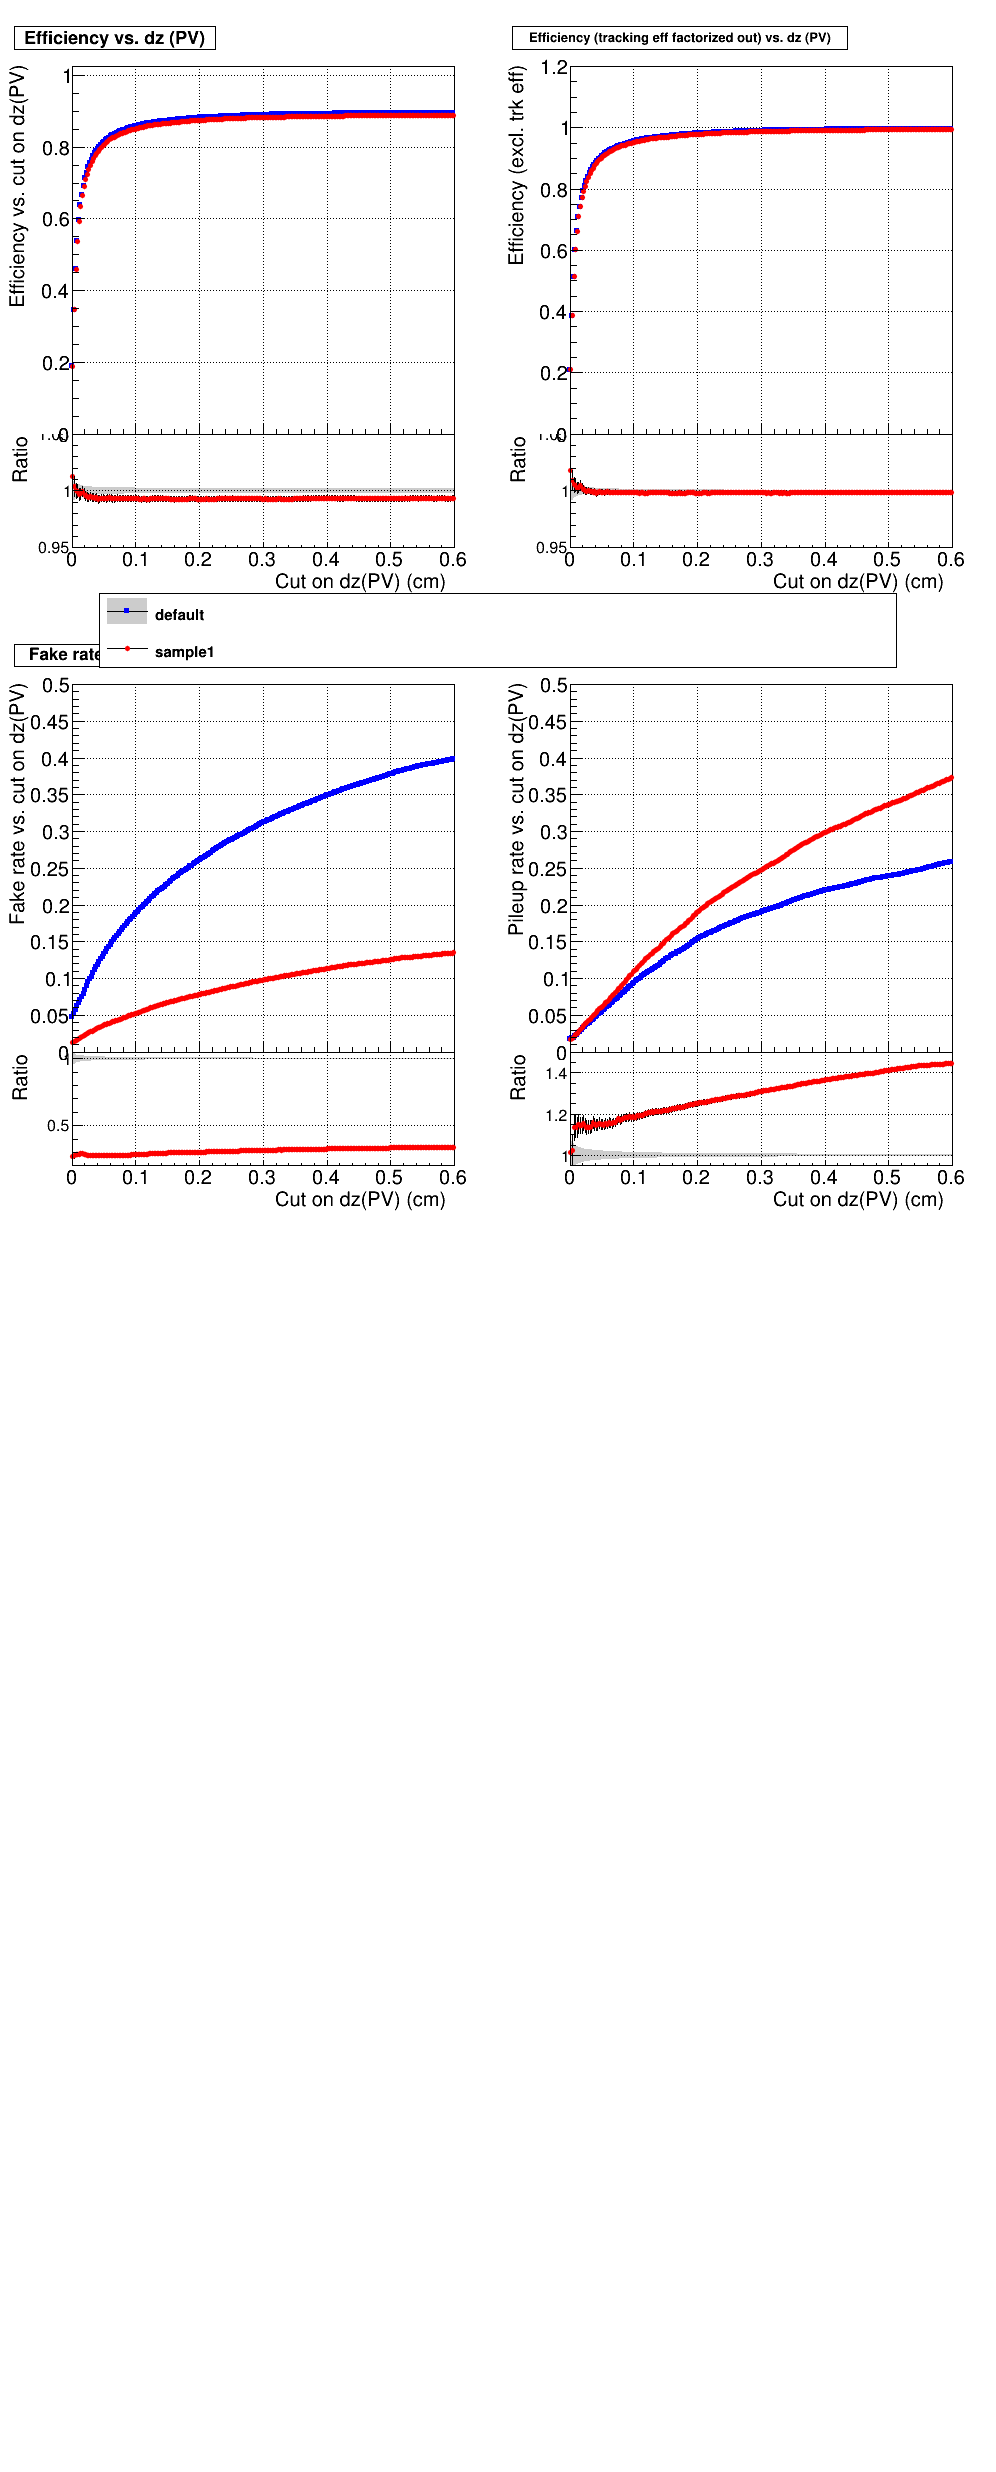 Efficiency vs. dz (PV)
Efficiency vs. cut on dz(PV)
1
0.8
0.6
0.4
0.2
0
Ratio
1
0.95
0 0.1 0.2 0.3 0.4 0.5 0.6
Cut on dz(PV) (cm)
Efficiency (tracking eff factorized out) vs. dz (PV)
Efficiency (excl. trk eff)
1.2
1
0.8
0.6
0.4
0.2
0
Ratio
1
0.95
0 0.1 0.2 0.3 0.4 0.5 0.6
Cut on dz(PV) (cm)
default
sample1
Fake rate
Fake rate vs. cut on dz(PV)
0.5
0.45
0.4
0.35
0.3
0.25
0.2
0.15
0.1
0.05
0
Ratio
1
0.5
0 0.1 0.2 0.3 0.4 0.5 0.6
Cut on dz(PV) (cm)
Pileup rate vs. cut on dz(PV)
0.5
0.45
0.4
0.35
0.3
0.25
0.2
0.15
0.1
0.05
0
Ratio
1.4
1.2
1
0 0.1 0.2 0.3 0.4 0.5 0.6
Cut on dz(PV) (cm)